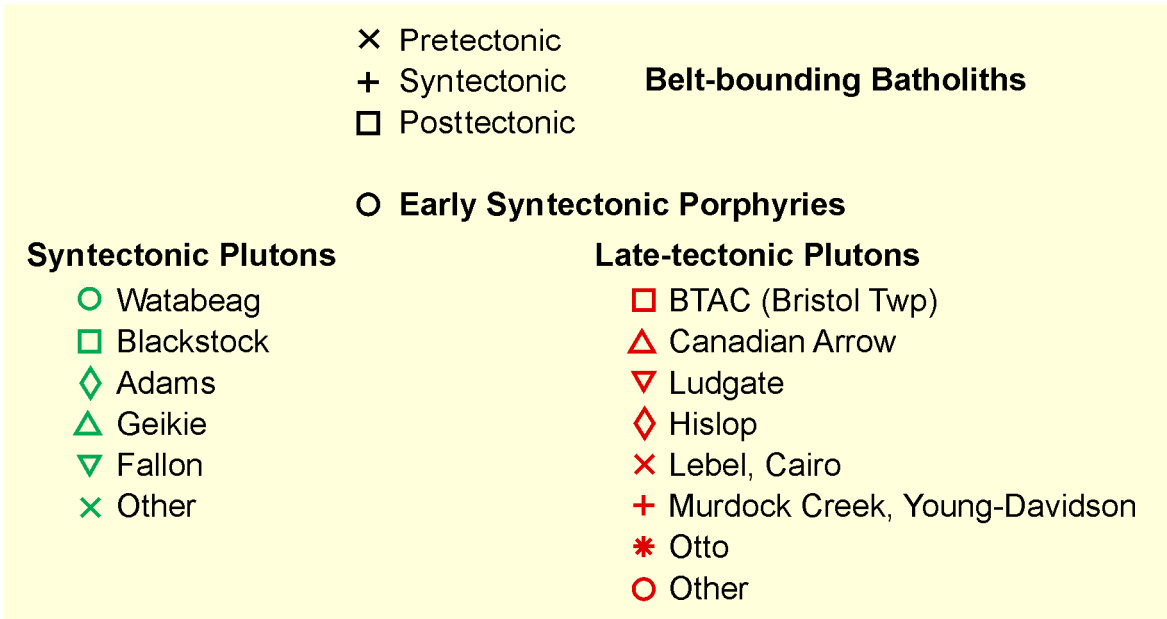 Pretectonic
Syntectonic
Belt-bounding Batholiths
Posttectonic
Early Syntectonic Porphyries
Syntectonic Plutons
Watabeag
Blackstock
Adams
Geikie
Fallon
Other
Late-tectonic Plutons
BTAC (Bristol Twp)
Canadian Arrow
Ludgate
Hislop
Lebel, Cairo
Murdock Creek, Young-Davidson
Otto
Other